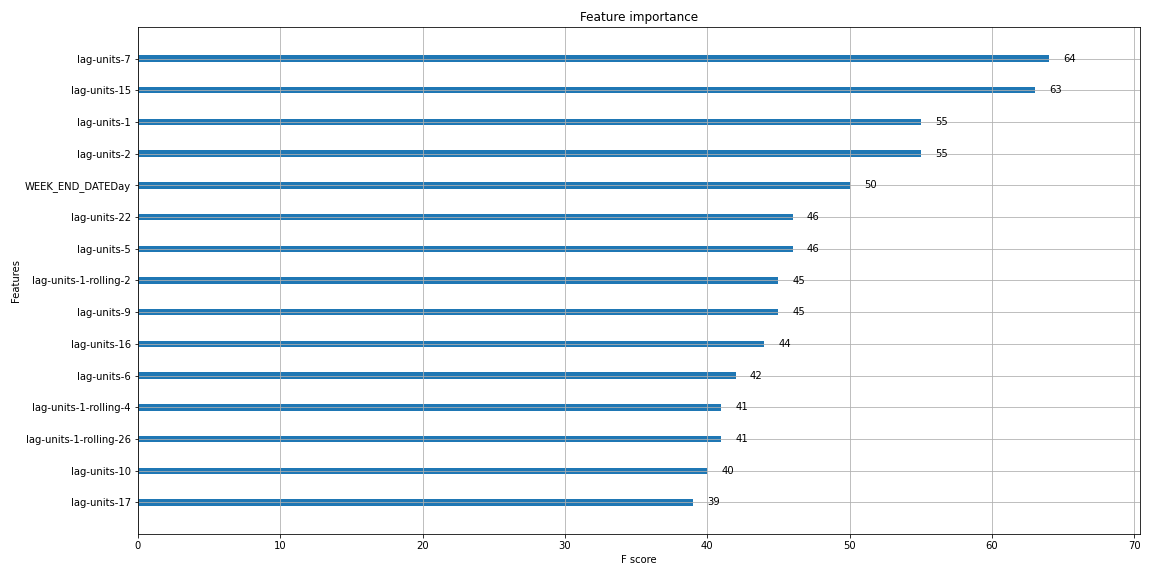 Feature importance
Features
lag-units-7 64
lag-units-15 63
lag-units-1 55
lag-units-2 55
WEEK_END_DATEDay 50
lag-units-22 46
lag-units-5 46
lag-units-1-rolling-2 45
lag-units-9 45
lag-units-16 44
lag-units-6 42
lag-units-1-rolling-4 41
lag-units-1-rolling-26 41
lag-units-10 40
lag-units-17 39
0 10 20 30 40 50 60 70
F score